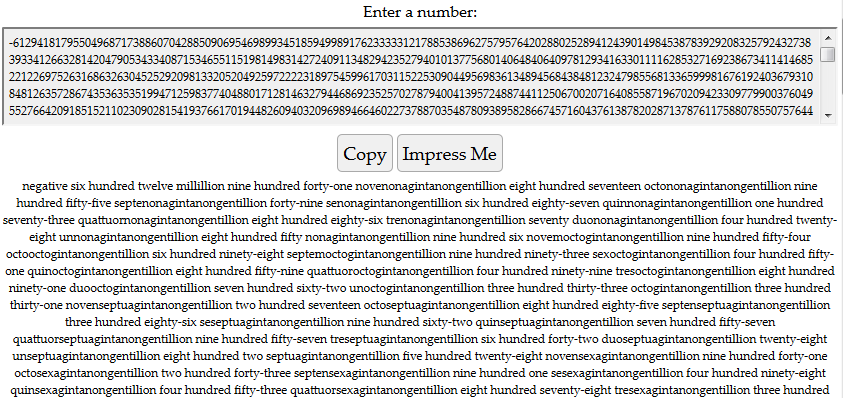 Enter a number:
-6129418179550496871738860704288509069546989934518594998917623333312178853869627579576420288025289412439014984538783929208325792432738
3933412663281420479053433408715346551151981498314272409113482942352794010137756801406484064097812934163301111628532716923867341141 4685
2212269752631686326304525292098133205204925972222318975459961703115225309044956983613489456843848123247985568133659998167619240367 9310
8481263572867435363535199471259837740488017128146327944686923525702787940041395724887441125067002071640855871967020942330977990037 6049
5527664209185152110230902815419376617019448260940320969894664602273788703548780938958286674571604376138782028713787611758807855075 7644
Copy
Impress Me
negative six hundred twelve millillion nine hundred forty-one novenonagintanongentillion eight hundred seventeen octononagintanongentillion nine
hundred fifty-five septenonagintanongentillion forty-nine senonagintanongentillion six hundred eighty-seven quinnonagintanongentillion one hundred
seventy-three quattuornonagintanongentillion eight hundred eighty-six trenonagintanongentillion seventy duononagintanongentillion four hundred twenty-
eight unnonagintanongentillion eight hundred fifty nonagintanongentillion nine hundred six novemoctogintanongentillion nine hundred fifty-four
octooctogintanongentillion six hundred ninety-eight septemoctogintanongentillion nine hundred ninety-three sexoctogintanongentillion four hundred fifty-
one quinoctogintanongentillion eight hundred fifty-nine quattuoroctogintanongentillion four hundred ninety-nine tresoctogintanongentillion eight hundred
ninety-one duooctogintanongentillion seven hundred sixty-two unoctogintanongentillion three hundred thirty-three octogintanongentillion three hundred
thirty-one novenseptuagintanongentillion two hundred seventeen octoseptuagintanongentillion eight hundred eighty-five septenseptuagintanongentillion
three hundred eighty-six seseptuagintanongentillion nine hundred sixty-two quinseptuagintanongentillion seven hundred fifty-seven
quattuorseptuagintanongentillion nine hundred fifty-seven treseptuagintanongentillion six hundred forty-two duoseptuagintanongentillion twenty-eight
unseptuagintanongentillion eight hundred two septuagintanongentillion five hundred twenty-eight novensexagintanongentillion nine hundred forty-one
octosexagintanongentillion two hundred forty-three septensexagintanongentillion nine hundred one sesexagintanongentillion four hundred ninety-eight
quinsexagintanongentillion four hundred fifty-three quattuorsexagintanongentillion eight hundred seventy-eight tresexagintanongentillion three hundred